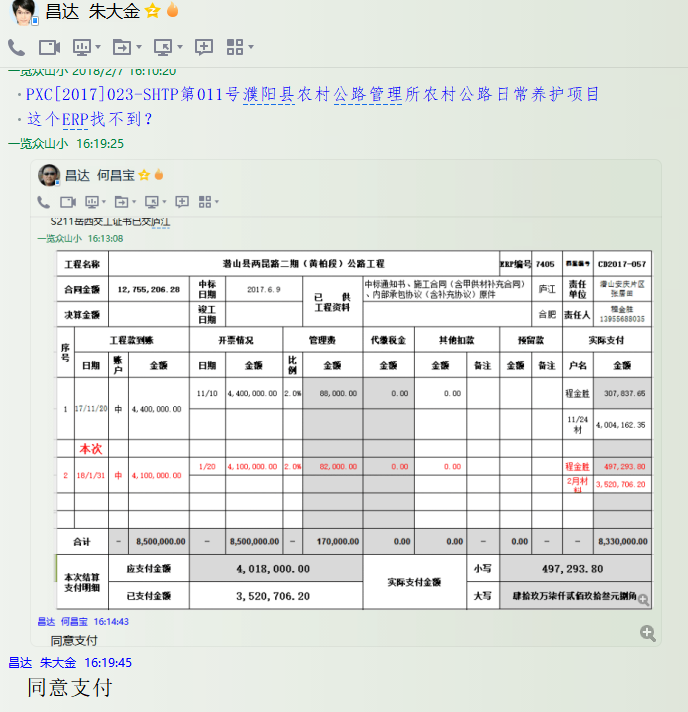 昌达 朱大金
一览众山小 2018/2/7 16:10:20
·PXC[2017]023-SHTP第011号濮阳县农村公路管理所农村公路日常养护项目
·这个ERP找不到？
一览众山小 16:19:25
昌达 何昌宝
S211岳西交工证书已交庐江
一览众山小 16:13:08
工程名称 潜山县两昆路二期（黄柏段）公路工程 ERP编号 7405 档案编号 CD2017-057
合同金额 12,755,206.28 中标日期 2017.6.9 已 供 工程资料 中标通知书、施工合同（含甲供材补充合同）、内部承包协议（含补充协议）原件 庐江 责任单位 潜山安庆片区
决算金额 竣工日期 合肥 责任人 程金胜 13955688035
序号 工程款到账 开票情况 管理费 代缴税金 其他扣款 预留款 实际支付
日期 账户 金额 日期 金额 比例 金额 金额 金额 备注 金额 备注 户名 金额
1 17/11/20 中 4,400,000.00 11/10 4,400,000.00 2.0% 88,000.00 0.00 0.00 程金胜 307,837.65
11/24材 4,004,162.35
本次
2 18/1/31 中 4,100,000.00 1/20 4,100,000.00 2.0% 82,000.00 0.00 0.00 程金胜 497,293.80
2月材料 3,520,706.20
合计 – 8,500,000.00 – 8,500,000.00 – 170,000.00 0.00 0.00 – 0.00 – – 8,330,000.00
本次结算支付明细 应支付金额 4,018,000.00 实际支付金额 小写 497,293.80
已支付金额 3,520,706.20 大写 肆拾玖万柒仟贰佰玖拾叁元捌角
昌达 何昌宝 16:14:43
同意支付
昌达 朱大金 16:19:45
同意支付